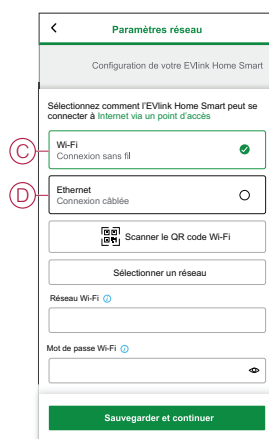 Paramètres réseau
Configuration de votre EVlink Home Smart
Sélectionnez comment l'EVlink Home Smart peut se
connecter à Internet via un point d'accès
C
Wi-Fi
Connexion sans fil
D
Ethernet
Connexion câblée
Scanner le QR code Wi-Fi
Sélectionner un réseau
Réseau Wi-Fi
Mot de passe Wi-Fi
Sauvegarder et continuer